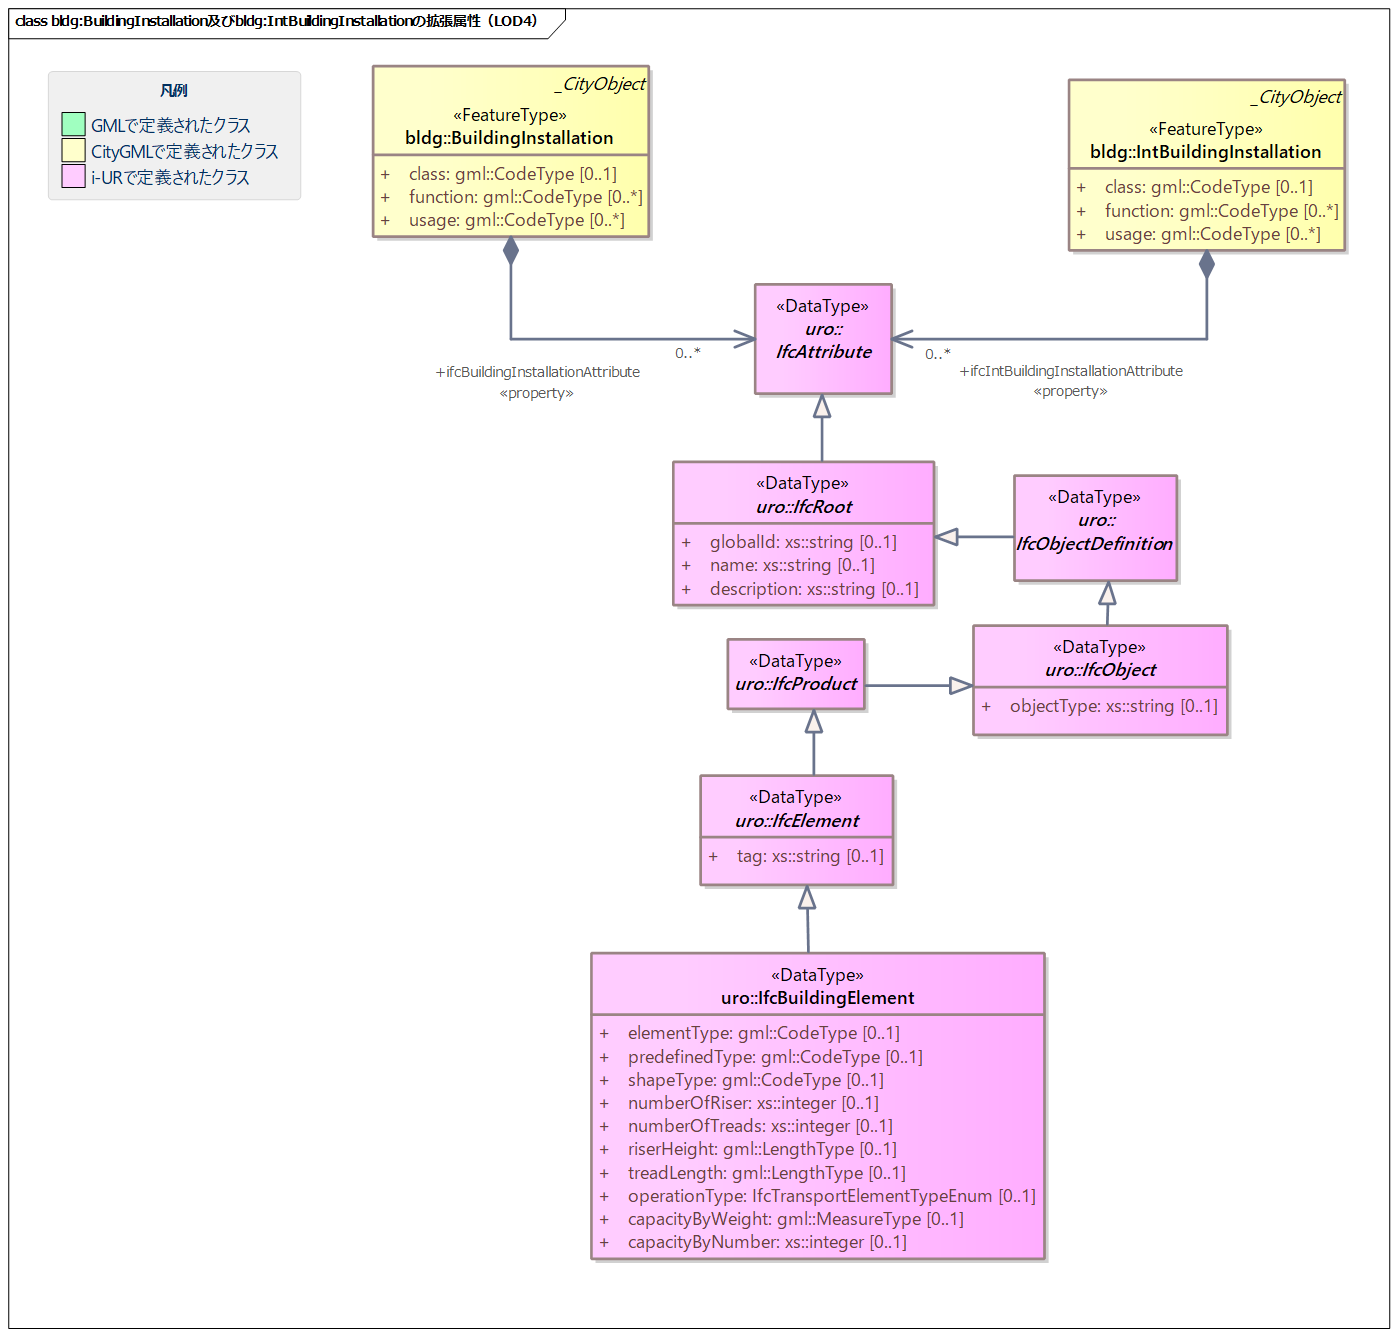 class bldg:BuildingInstallation及びbldg:IntBuildingInstallationの拡張属性（LOD4）
凡例
GMLで定義されたクラス
CityGMLで定義されたクラス
i-URで定義されたクラス
_CityObject
«FeatureType»
bldg::BuildingInstallation
+ class: gml::CodeType [0..1]
+ function: gml::CodeType [0..*]
+ usage: gml::CodeType [0..*]
_CityObject
«FeatureType»
bldg::IntBuildingInstallation
+ class: gml::CodeType [0..1]
+ function: gml::CodeType [0..*]
+ usage: gml::CodeType [0..*]
«DataType»
uro::
IfcAttribute
0..*
+ifcBuildingInstallationAttribute
«property»
0..*
+ifcIntBuildingInstallationAttribute
«property»
«DataType»
uro::IfcRoot
+ globalId: xs::string [0..1]
+ name: xs::string [0..1]
+ description: xs::string [0..1]
«DataType»
uro::
IfcObjectDefinition
«DataType»
uro::IfcProduct
«DataType»
uro::IfcObject
+ objectType: xs::string [0..1]
«DataType»
uro::IfcElement
+ tag: xs::string [0..1]
«DataType»
uro::IfcBuildingElement
+ elementType: gml::CodeType [0..1]
+ predefinedType: gml::CodeType [0..1]
+ shapeType: gml::CodeType [0..1]
+ numberOfRiser: xs::integer [0..1]
+ numberOfTreads: xs::integer [0..1]
+ riserHeight: gml::LengthType [0..1]
+ treadLength: gml::LengthType [0..1]
+ operationType: IfcTransportElementTypeEnum [0..1]
+ capacityByWeight: gml::MeasureType [0..1]
+ capacityByNumber: xs::integer [0..1]